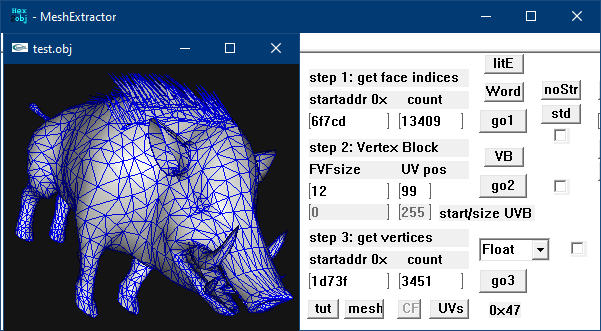 Hex
2obj - MeshExtractor
test.obj
litE
step 1: get face indices
startaddr 0x count Word noStr
6f7cd 13409 go1 std
step 2: Vertex Block VB
FVFsize UV pos
12 99 go2
0 255 start/size UVB
step 3: get vertices Float
startaddr 0x count
1d73f 3451 go3
tut mesh CF UVs 0x47